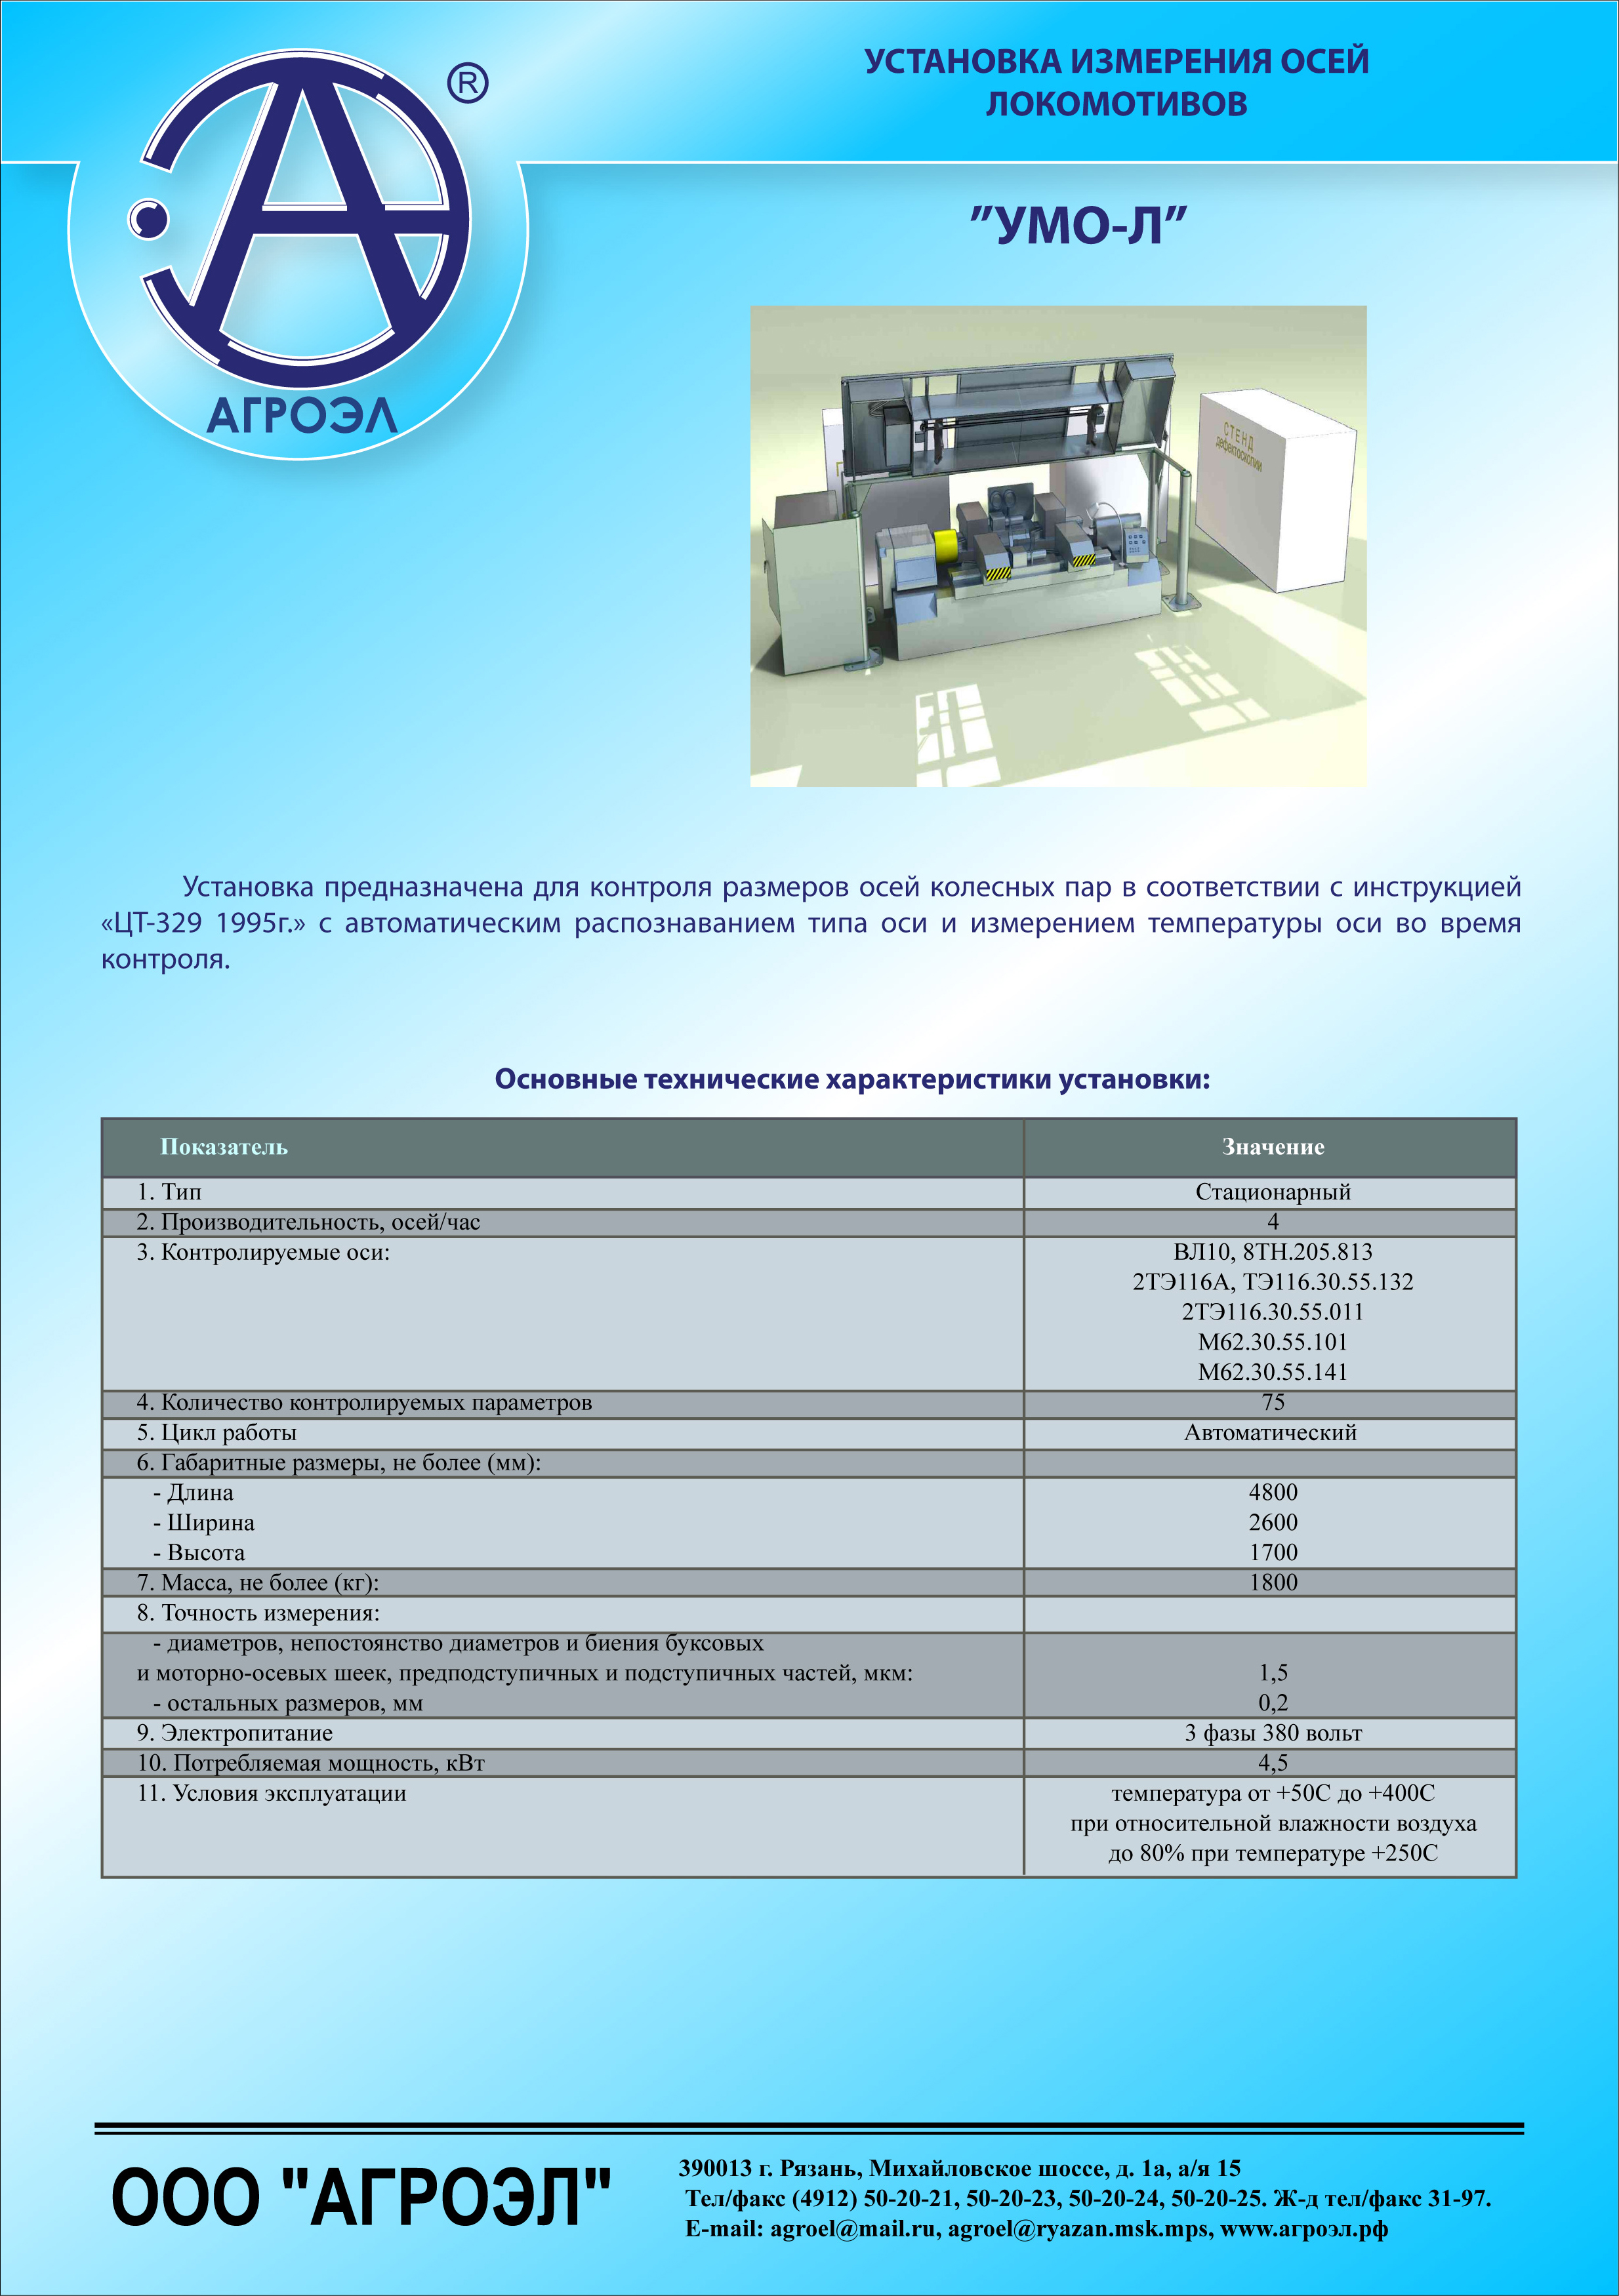 ®
АГРОЭЛ
УСТАНОВКА ИЗМЕРЕНИЯ ОСЕЙ
ЛОКОМОТИВОВ
″УМО-Л″
СТЕНД
дефектоскопии
Установка предназначена для контроля размеров осей колесных пар в соответствии с инструкцией
«ЦТ-329 1995г.» с автоматическим распознаванием типа оси и измерением температуры оси во время
контроля.
Основные технические характеристики установки:
Показатель Значение
1. Тип Стационарный
2. Производительность, осей/час 4
3. Контролируемые оси: ВЛ10, 8ТН.205.813
2ТЭ116А, ТЭ116.30.55.132
2ТЭ116.30.55.011
М62.30.55.101
М62.30.55.141
4. Количество контролируемых параметров 75
5. Цикл работы Автоматический
6. Габаритные размеры, не более (мм):
- Длина 4800
- Ширина 2600
- Высота 1700
7. Масса, не более (кг): 1800
8. Точность измерения:
- диаметров, непостоянство диаметров и биения буксовых
и моторно-осевых шеек, предподступичных и подступичных частей, мкм: 1,5
- остальных размеров, мм 0,2
9. Электропитание 3 фазы 380 вольт
10. Потребляемая мощность, кВт 4,5
11. Условия эксплуатации температура от +50С до +400С
при относительной влажности воздуха
до 80% при температуре +250С
ООО "АГРОЭЛ"
390013 г. Рязань, Михайловское шоссе, д. 1а, а/я 15
Тел/факс (4912) 50-20-21, 50-20-23, 50-20-24, 50-20-25. Ж-д тел/факс 31-97.
E-mail: agroel@mail.ru, agroel@ryazan.msk.mps, www.агроэл.рф